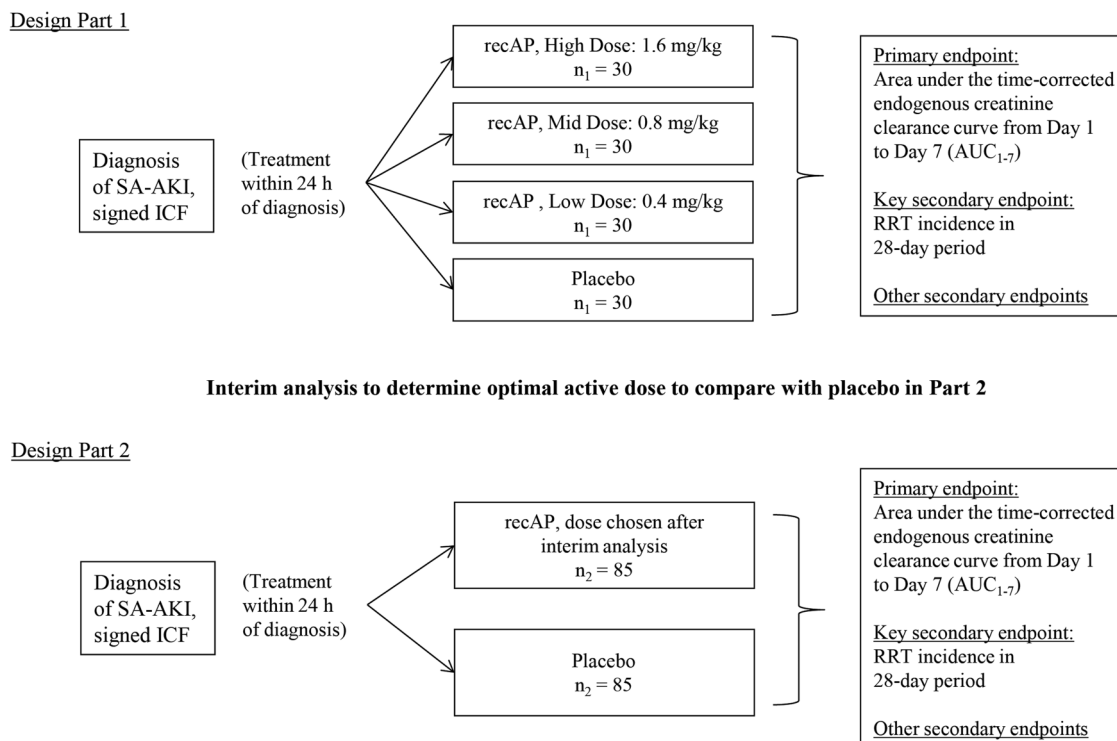 Design Part 1
recAP, High Dose: 1.6 mg/kg
n₁ = 30
recAP, Mid Dose: 0.8 mg/kg
n₁ = 30
recAP , Low Dose: 0.4 mg/kg
n₁ = 30
Placebo
n₁ = 30
Diagnosis
of SA-AKI,
signed ICF
(Treatment
within 24 h
of diagnosis)
Primary endpoint:
Area under the time-corrected
endogenous creatinine
clearance curve from Day 1
to Day 7 (AUC₁₋₇)
Key secondary endpoint:
RRT incidence in
28-day period
Other secondary endpoints
Interim analysis to determine optimal active dose to compare with placebo in Part 2
Design Part 2
Diagnosis
of SA-AKI,
signed ICF
(Treatment
within 24 h
of diagnosis)
recAP, dose chosen after
interim analysis
n₂ = 85
Placebo
n₂ = 85
Primary endpoint:
Area under the time-corrected
endogenous creatinine
clearance curve from Day 1
to Day 7 (AUC₁₋₇)
Key secondary endpoint:
RRT incidence in
28-day period
Other secondary endpoints